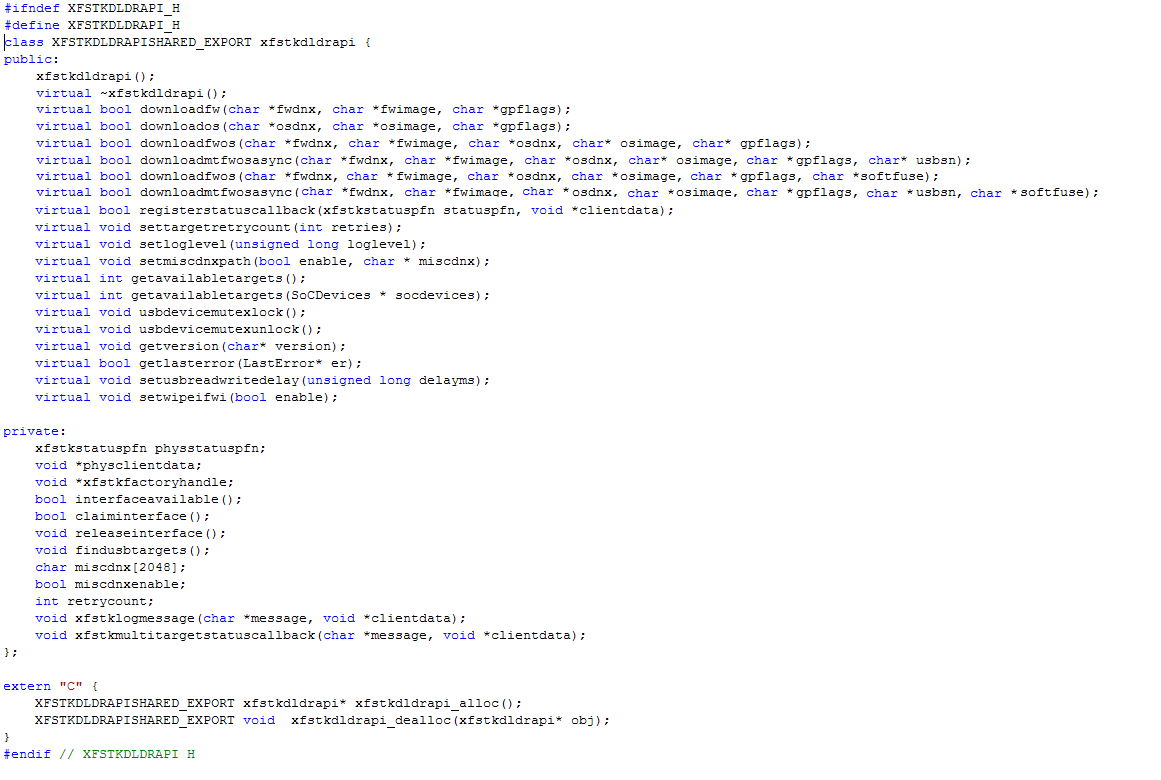 #ifndef XFSTKDLDRAPI_H
#define XFSTKDLDRAPI_H
class XFSTKDLDRAPISHARED_EXPORT xfstkdldrapi {
public:
    xfstkdldrapi();
    virtual ~xfstkdldrapi();
    virtual bool downloadfw(char *fwdnx, char *fwimage, char *gpflags);
    virtual bool downloados(char *osdnx, char *osimage, char *gpflags);
    virtual bool downloadfwos(char *fwdnx, char *fwimage, char *osdnx, char* osimage, char* gpflags);
    virtual bool downloadmtfwosasync(char *fwdnx, char *fwimage, char *osdnx, char* osimage, char *gpflags, char* usbsn);
    virtual bool downloadfwos(char *fwdnx, char *fwimage, char *osdnx, char *osimage, char *gpflags, char *softfuse);
    virtual bool downloadmtfwosasync(char *fwdnx, char *fwimage, char *osdnx, char *osimage, char *gpflags, char *usbsn, char *softfuse);
    virtual bool registerstatuscallback(xfstkstatuspfn statuspfn, void *clientdata);
    virtual void settargetretrycount(int retries);
    virtual void setloglevel(unsigned long loglevel);
    virtual void setmiscdnxpath(bool enable, char * miscdnx);
    virtual int getavailabletargets();
    virtual int getavailabletargets(SoCDevices * socdevices);
    virtual void usbdevicemutexlock();
    virtual void usbdevicemutexunlock();
    virtual void getversion(char* version);
    virtual bool getlasterror(LastError* er);
    virtual void setusbreadwritedelay(unsigned long delayms);
    virtual void setwipeifwi(bool enable);
private:
    xfstkstatuspfn physstatuspfn;
    void *physclientdata;
    void *xfstkfactoryhandle;
    bool interfaceavailable();
    bool claiminterface();
    void releaseinterface();
    void findusbtargets();
    char miscdnx[2048];
    bool miscdnxenable;
    int retrycount;
    void xfstklogmessage(char *message, void *clientdata);
    void xfstkmultitargetstatuscallback(char *message, void *clientdata);
};
extern "C" {
    XFSTKDLDRAPISHARED_EXPORT xfstkdldrapi* xfstkdldrapi_alloc();
    XFSTKDLDRAPISHARED_EXPORT void  xfstkdldrapi_dealloc(xfstkdldrapi* obj);
}
#endif // XFSTKDLDRAPI_H